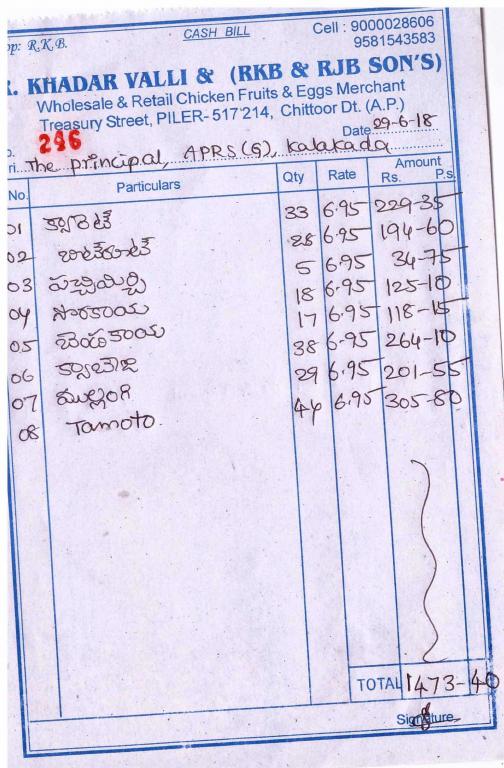 pp: R.K.B.
CASH BILL
Cell : 9000028606
9581543583
R. KHADAR VALLI & (RKB & RJB SON'S)
Wholesale & Retail Chicken Fruits & Eggs Merchant
Treasury Street, PILER- 517 214, Chittoor Dt. (A.P.)
o. 296 Date 29-6-18
ri... The principal, APRS(G), Kalakada
No. Particulars Qty Rate Amount Rs. P.s.
01 క్యారెట్ 33 6.95 229-35
02 బీట్‌రూట్ 28 6.95 194-60
03 పచ్చిమిర్చి 5 6.95 34-75
04 సొరకాయ 18 6.95 125-10
05 బెండకాయ 17 6.95 118-15
06 క్యాబేజి 38 6.95 264-10
07 ముల్లంగి 29 6.95 201-55
08 Tamoto. 44 6.95 305-80
TOTAL 1473-40
Signature